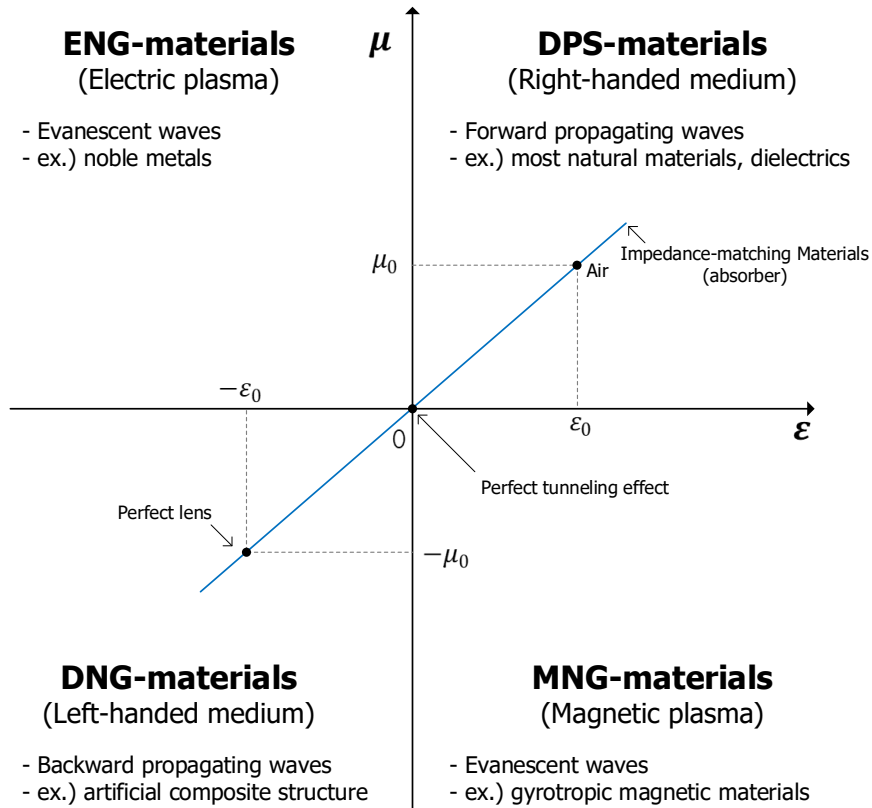 ENG-materials
(Electric plasma)
- Evanescent waves
- ex.) noble metals
μ
DPS-materials
(Right-handed medium)
- Forward propagating waves
- ex.) most natural materials, dielectrics
μ₀
Air
Impedance-matching Materials
(absorber)
−ε₀
0
ε₀
ε
Perfect tunneling effect
Perfect lens
−μ₀
DNG-materials
(Left-handed medium)
- Backward propagating waves
- ex.) artificial composite structure
MNG-materials
(Magnetic plasma)
- Evanescent waves
- ex.) gyrotropic magnetic materials